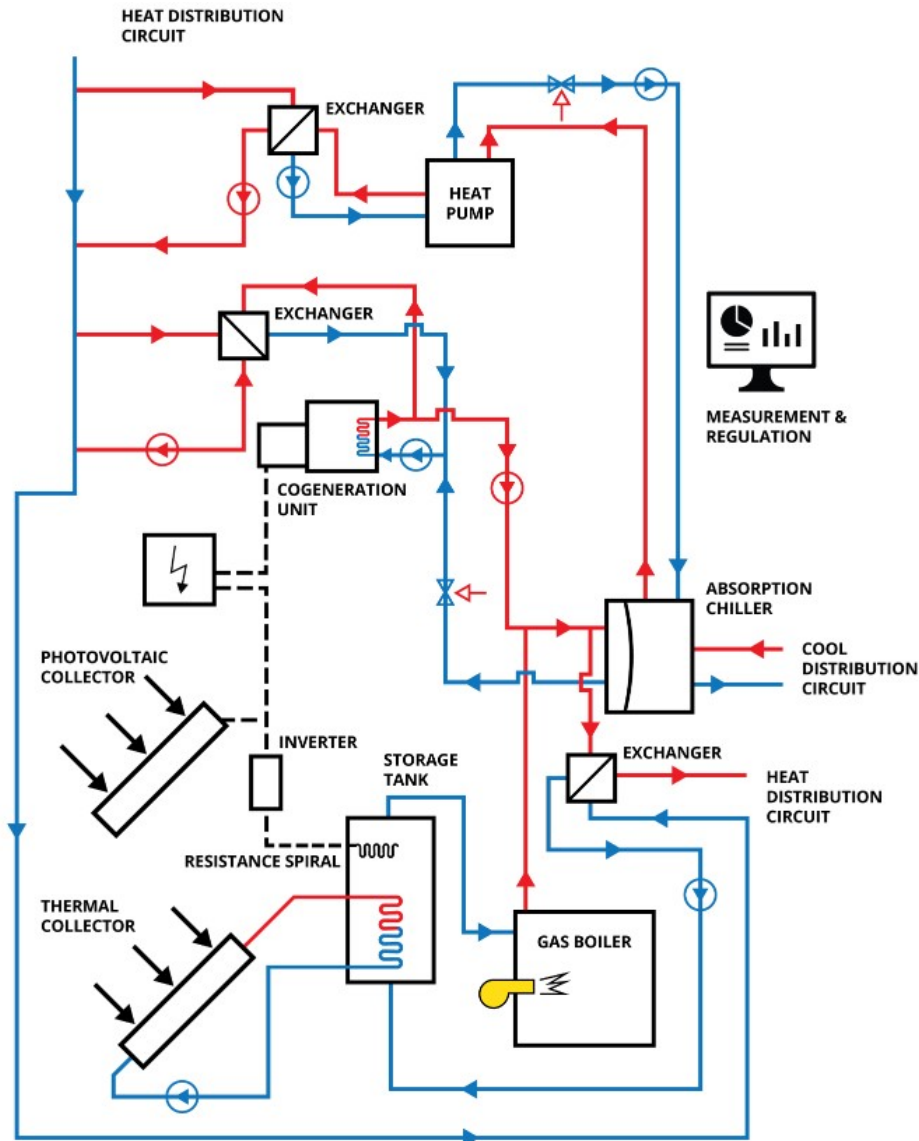 HEAT DISTRIBUTION
CIRCUIT
EXCHANGER
HEAT
PUMP
EXCHANGER
MEASUREMENT &
REGULATION
COGENERATION
UNIT
ABSORPTION
CHILLER
PHOTOVOLTAIC
COLLECTOR
COOL
DISTRIBUTION
CIRCUIT
INVERTER
STORAGE
TANK
EXCHANGER
HEAT
DISTRIBUTION
CIRCUIT
RESISTANCE SPIRAL
THERMAL
COLLECTOR
GAS BOILER